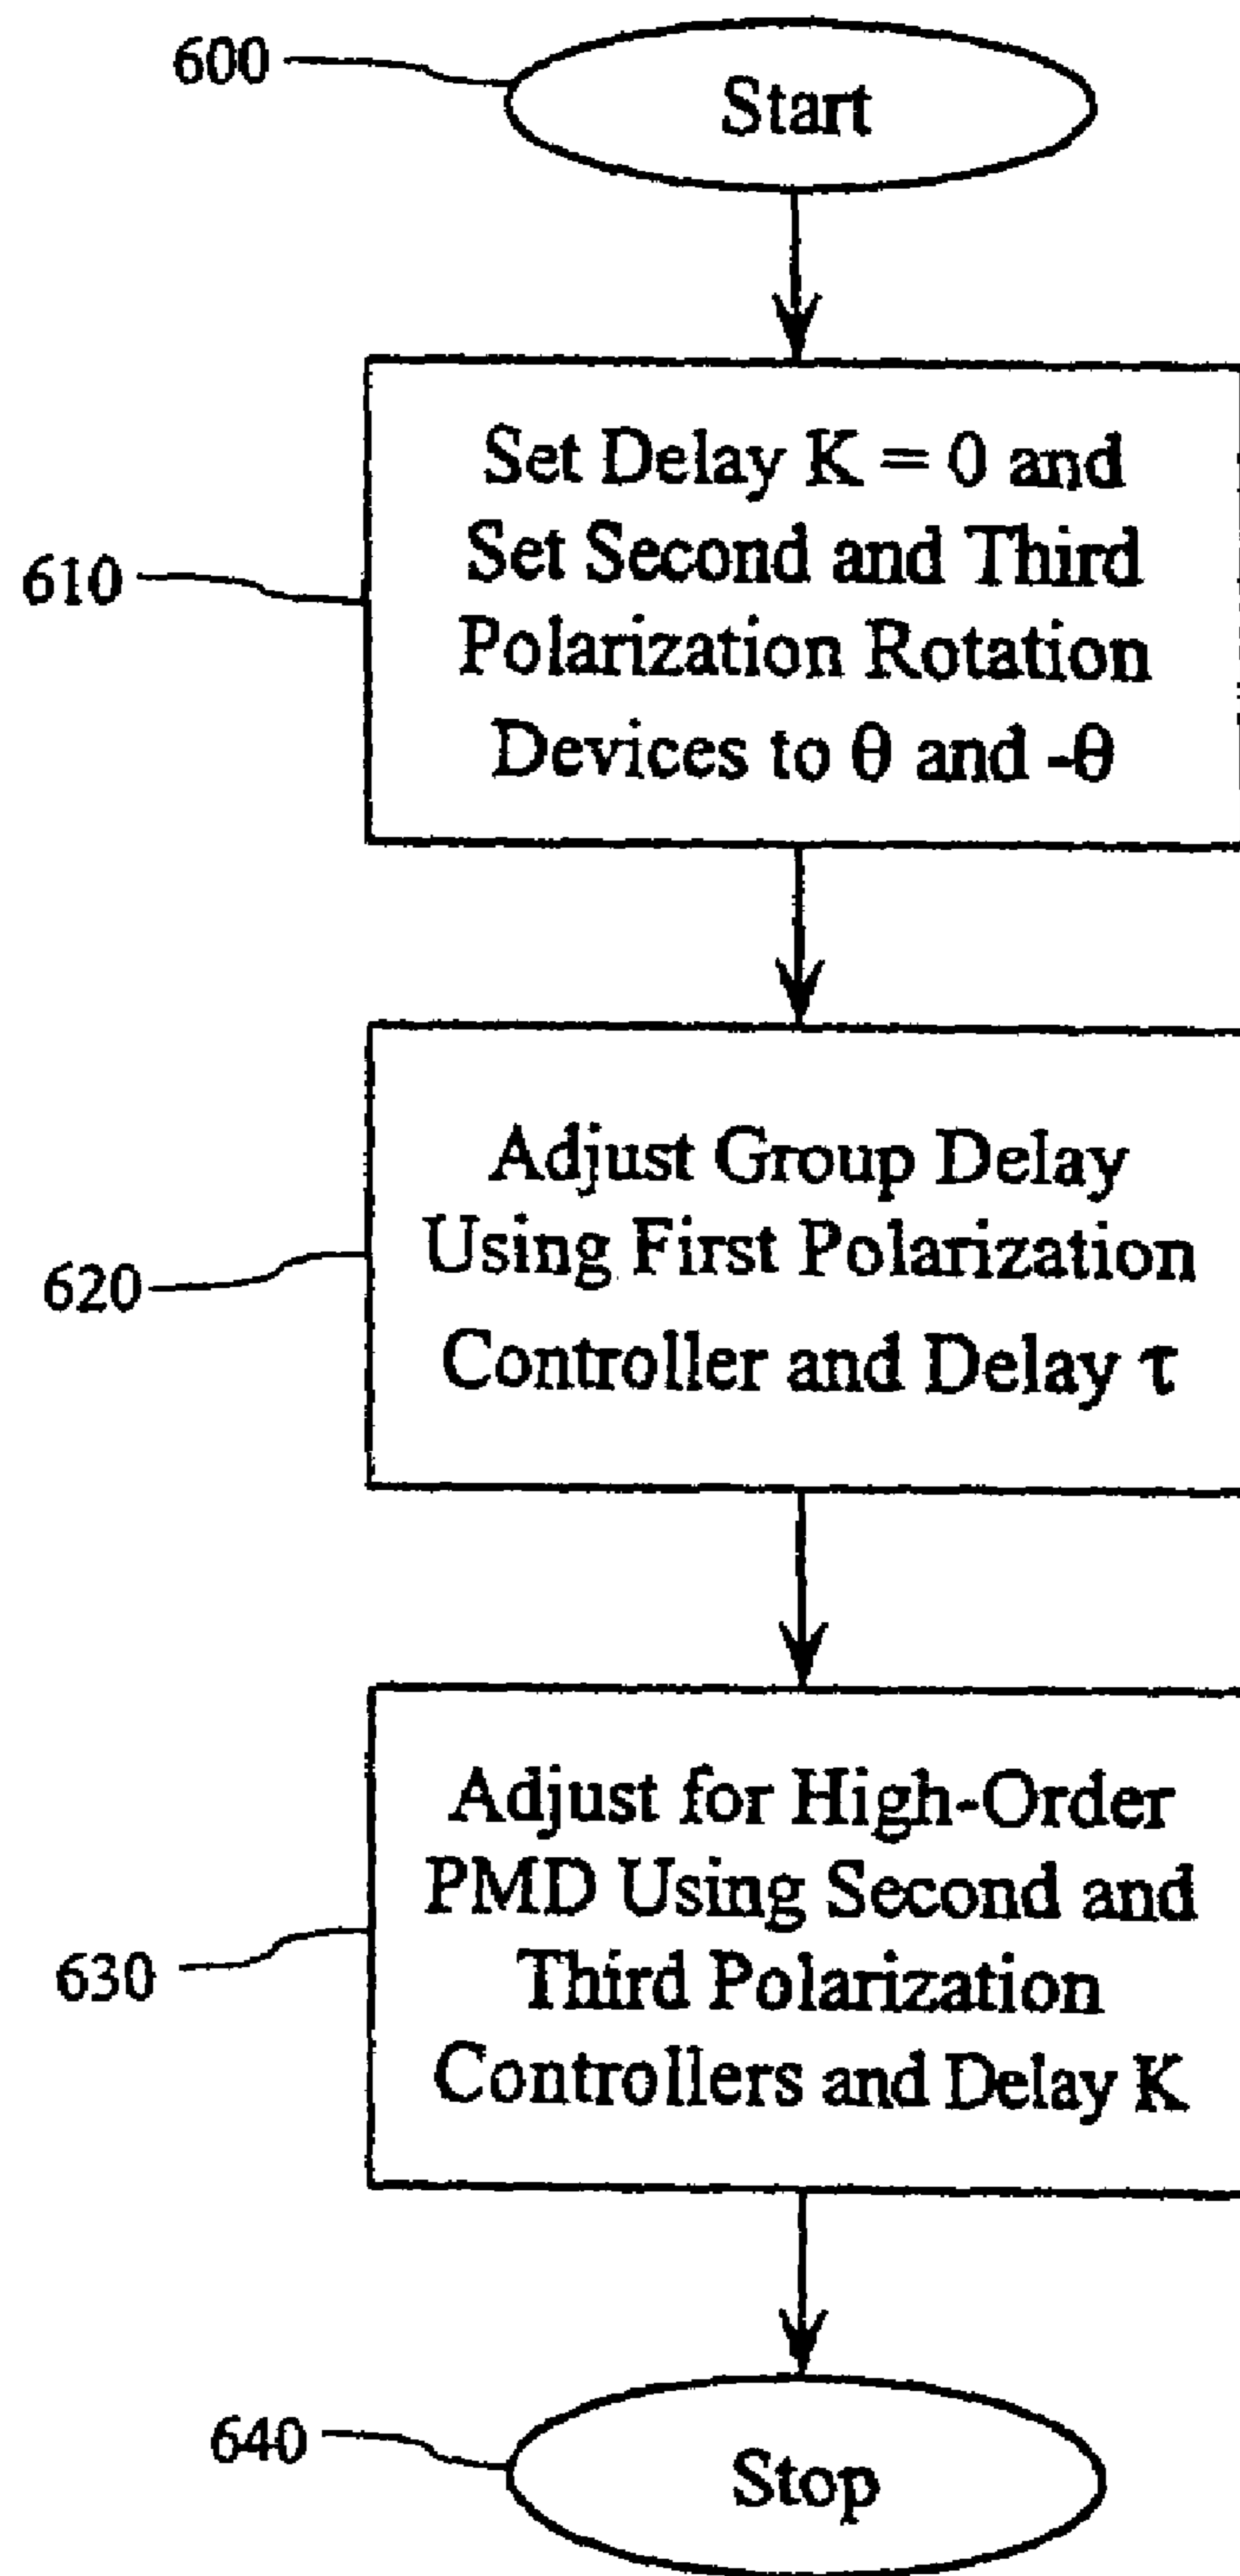 600
Start
610
Set Delay K = 0 and
Set Second and Third
Polarization Rotation
Devices to θ and -θ
620
Adjust Group Delay
Using First Polarization
Controller and Delay τ
630
Adjust for High-Order
PMD Using Second and
Third Polarization
Controllers and Delay K
640
Stop